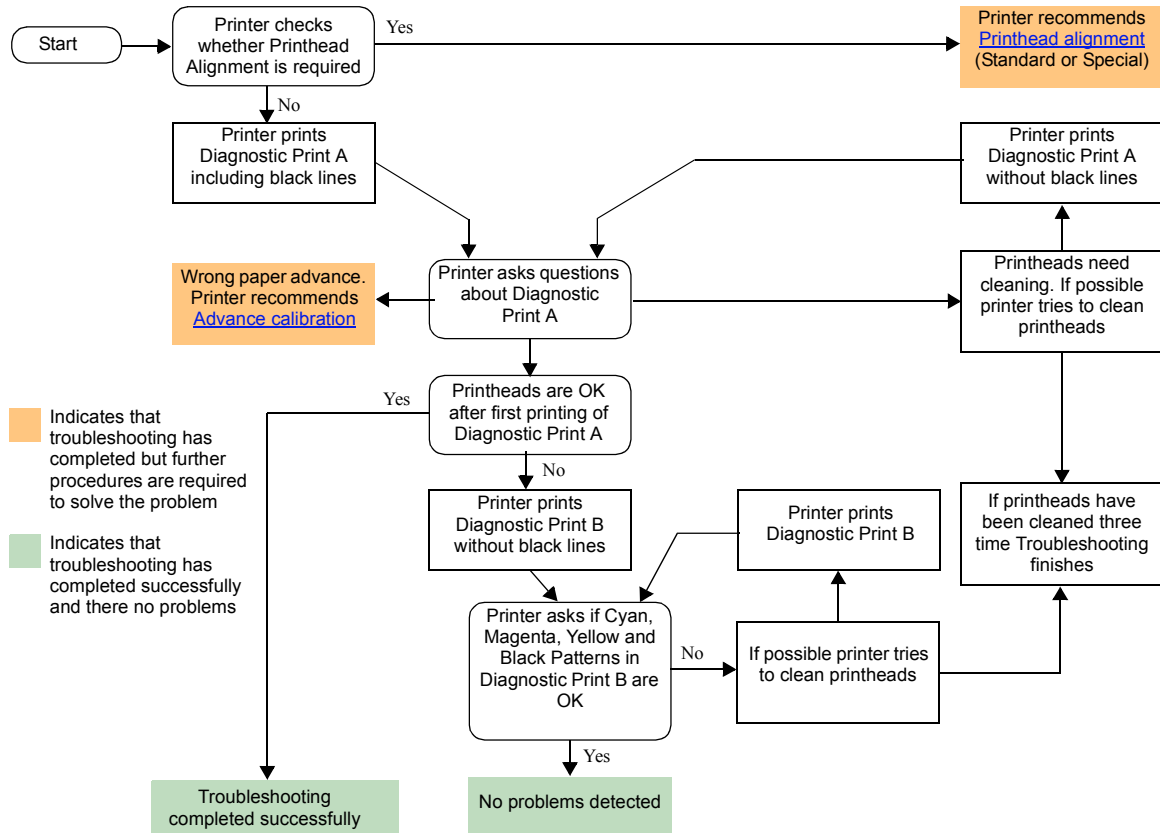 Start
Printer checks
whether Printhead
Alignment is required
Yes
Printer recommends
Printhead alignment
(Standard or Special)
No
Printer prints
Diagnostic Print A
including black lines
Printer prints
Diagnostic Print A
without black lines
Wrong paper advance.
Printer recommends
Advance calibration
Printer asks questions
about Diagnostic
Print A
Printheads need
cleaning. If possible
printer tries to clean
printheads
Yes
Printheads are OK
after first printing of
Diagnostic Print A
Indicates that
troubleshooting has
completed but further
procedures are required
to solve the problem
No
Printer prints
Diagnostic Print B
without black lines
Printer prints
Diagnostic Print B
If printheads have
been cleaned three
time Troubleshooting
finishes
Indicates that
troubleshooting has
completed successfully
and there no problems
Printer asks if Cyan,
Magenta, Yellow and
Black Patterns in
Diagnostic Print B are
OK
No
If possible printer tries
to clean printheads
Yes
Troubleshooting
completed successfully
No problems detected